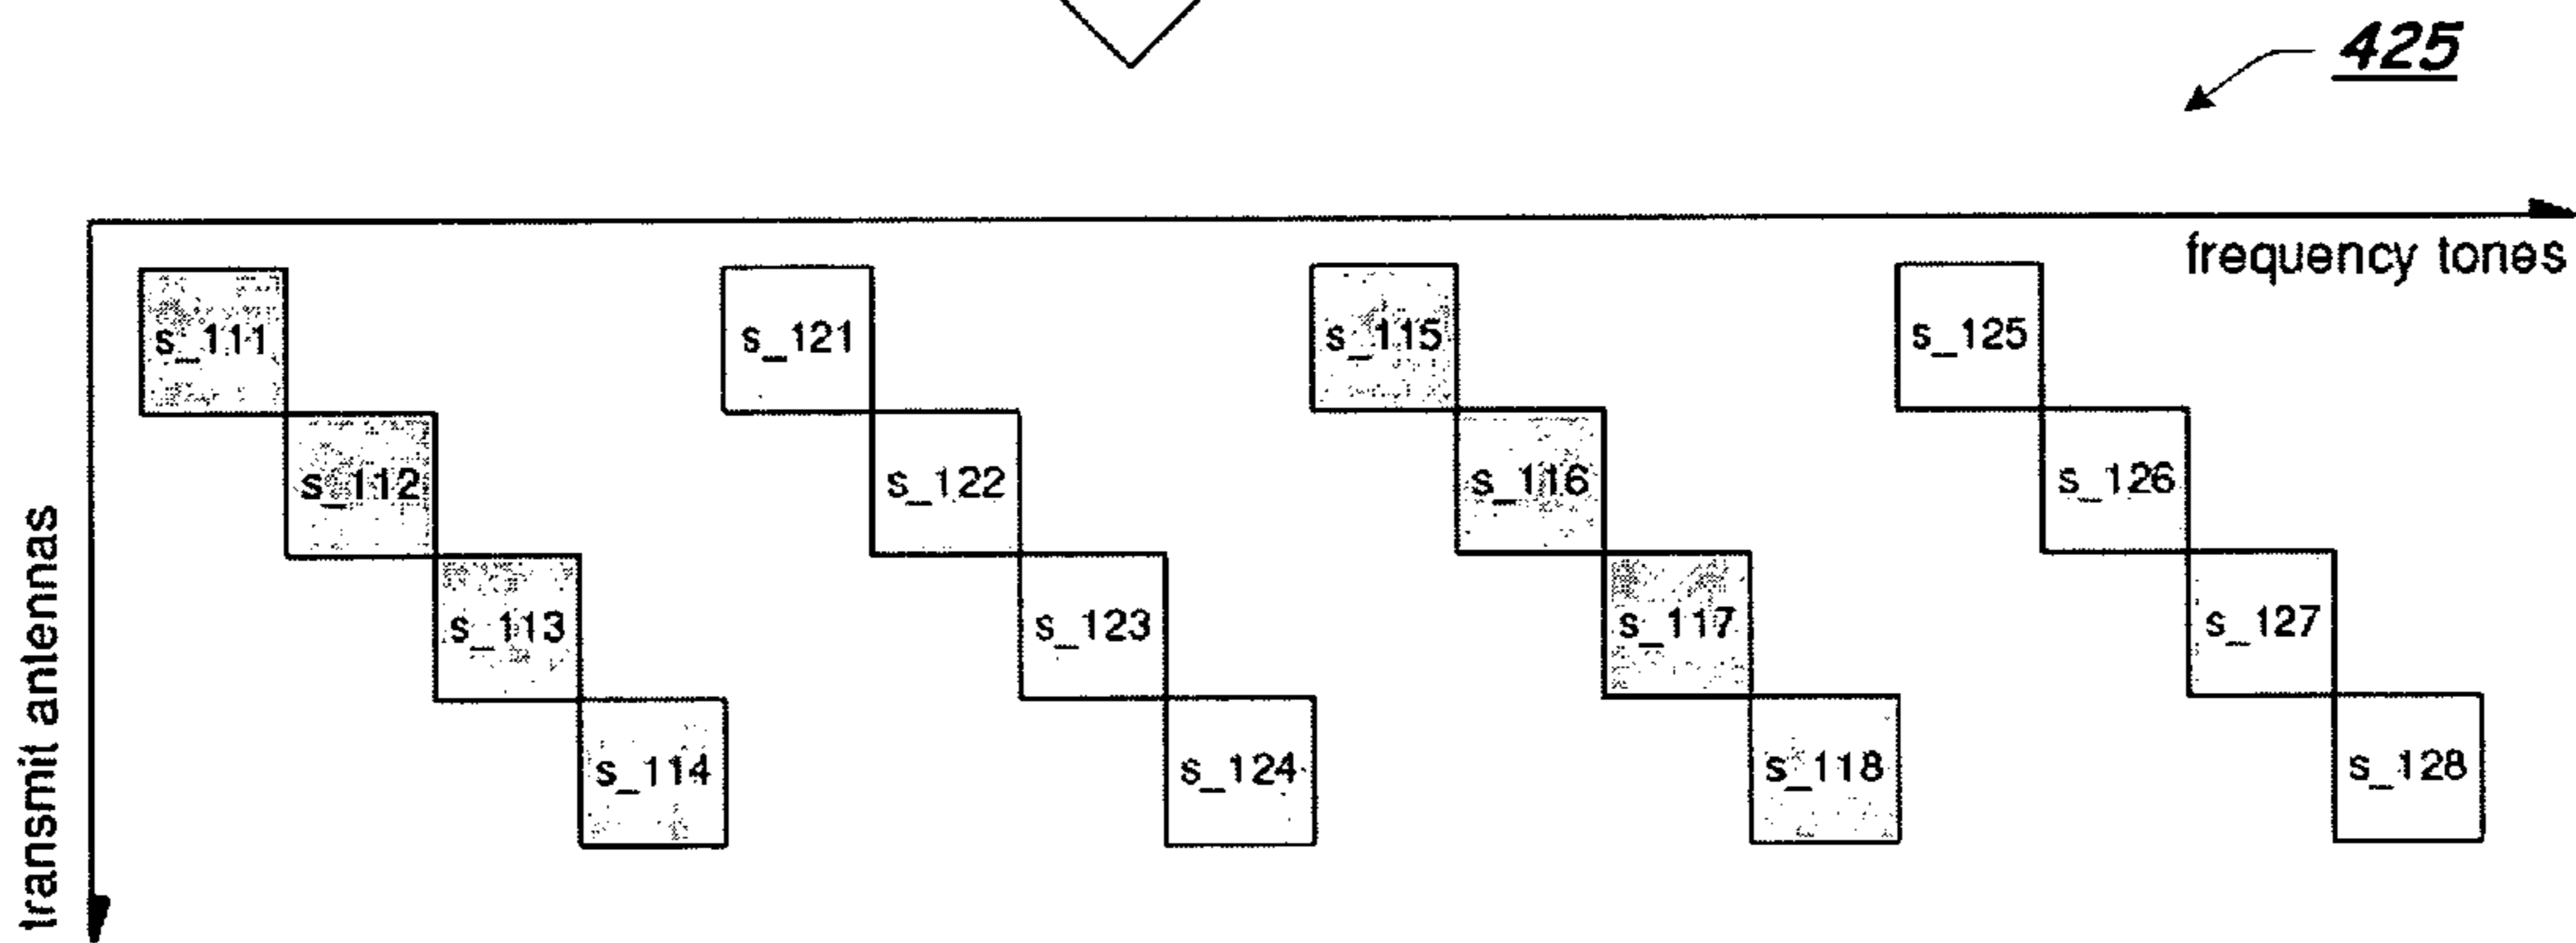 425
frequency tones
s_111 s_121 s_115 s_125
s_112 s_122 s_116 s_126
s_113 s_123 s_117 s_127
s_114 s_124 s_118 s_128
transmit antennas